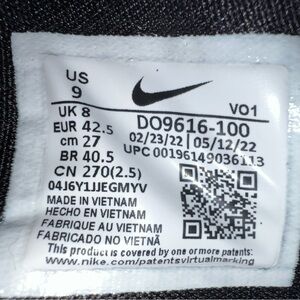 US
9
UK 8
EUR 42.5
cm 27
BR 40.5
CN 270(2.5)
VO1
DO9616-100
02/23/22 05/12/22
UPC 00196149036113
04J6Y1JJEGMYV
MADE IN VIETNAM
HECHO EN VIETNAM
FABRIQUE AU VIETNAM
FABRICADO NO VIETNÃ
This product is covered by one or more patents:
www.nike.com/patentsvirtualmarking